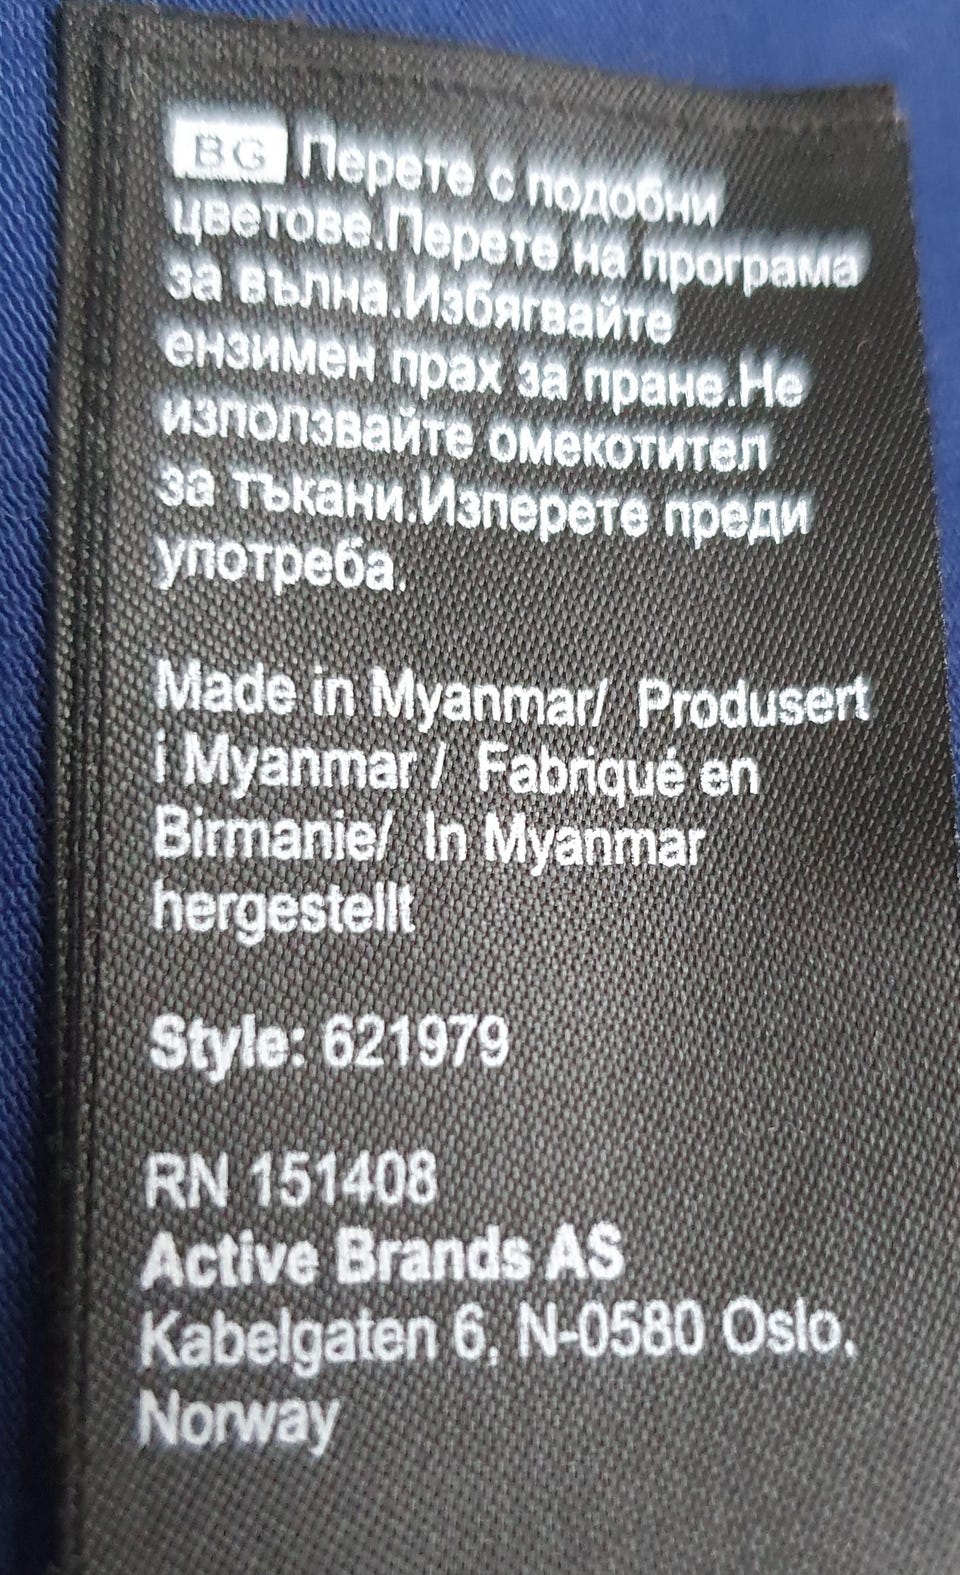 BG Перете с подобни
цветове.Перете на програма
за вълна.Избягвайте
ензимен прах за пране.Не
използвайте омекотител
за тъкани.Изперете преди
употреба.
Made in Myanmar/ Produsert
i Myanmar / Fabriqué en
Birmanie/ In Myanmar
hergestellt
Style: 621979
RN 151408
Active Brands AS
Kabelgaten 6, N-0580 Oslo,
Norway